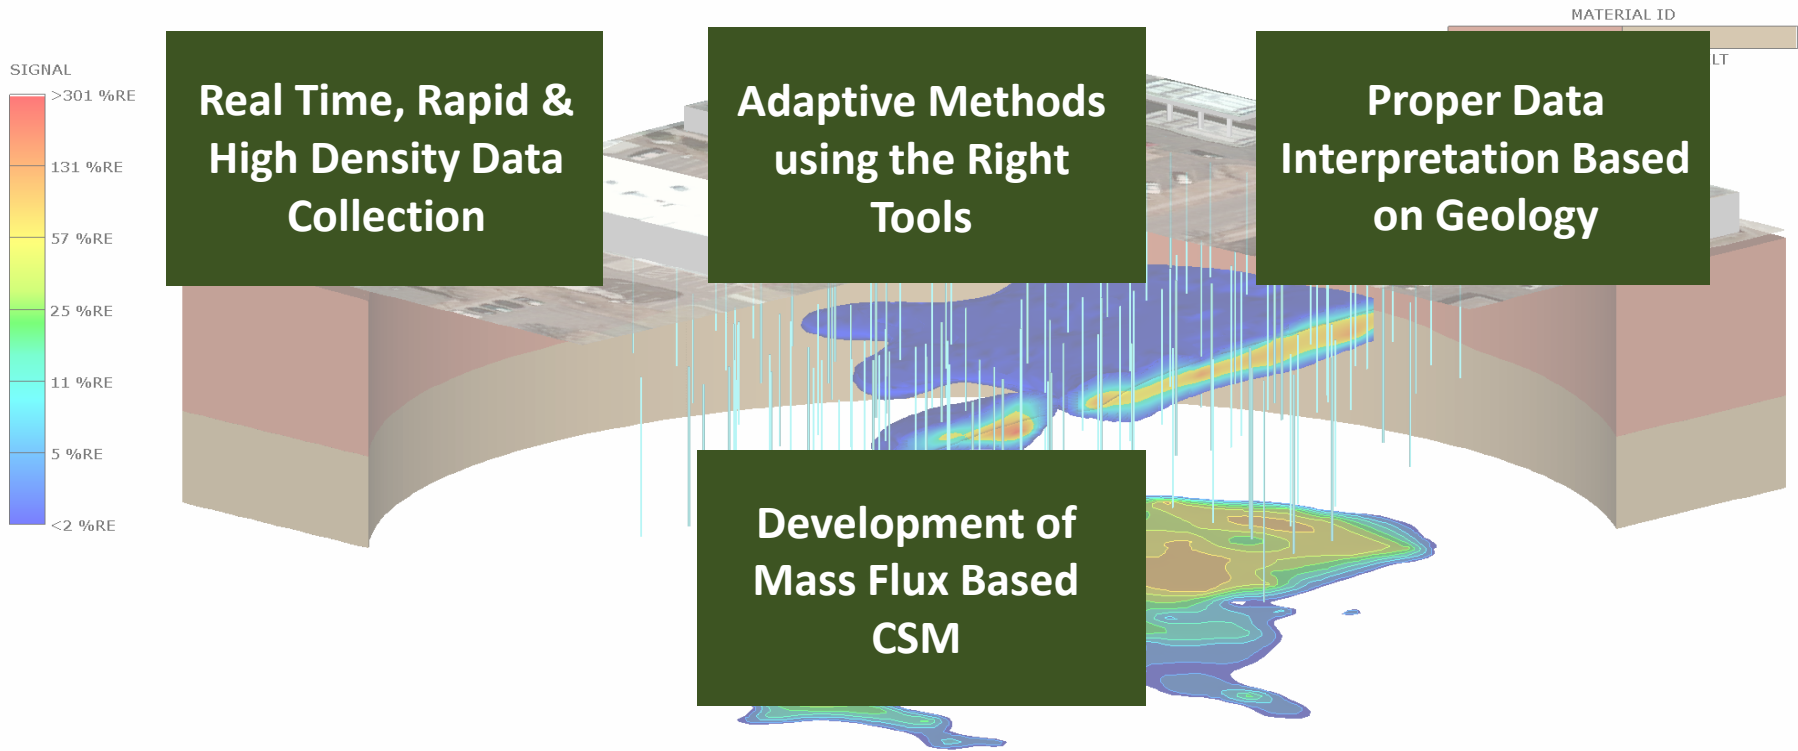 MATERIAL ID
LT
SIGNAL
>301 %RE
131 %RE
57 %RE
25 %RE
11 %RE
5 %RE
<2 %RE
Real Time, Rapid &
High Density Data
Collection
Adaptive Methods
using the Right
Tools
Proper Data
Interpretation Based
on Geology
Development of
Mass Flux Based
CSM